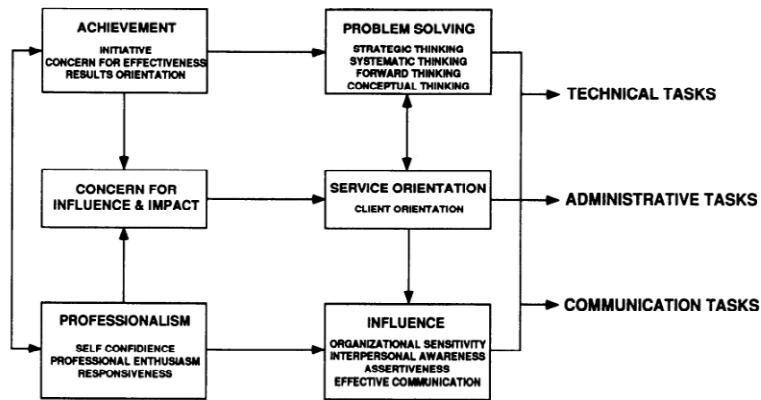 ACHIEVEMENT
INITIATIVE
CONCERN FOR EFFECTIVENESS
RESULTS ORIENTATION
PROBLEM SOLVING
STRATEGIC THINKING
SYSTEMATIC THINKING
FORWARD THINKING
CONCEPTUAL THINKING
TECHNICAL TASKS
CONCERN FOR
INFLUENCE & IMPACT
SERVICE ORIENTATION
CLIENT ORIENTATION
ADMINISTRATIVE TASKS
PROFESSIONALISM
SELF CONFIDENCE
PROFESSIONAL ENTHUSIASM
RESPONSIVENESS
INFLUENCE
ORGANIZATIONAL SENSITIVITY
INTERPERSONAL AWARENESS
ASSERTIVENESS
EFFECTIVE COMMUNICATION
COMMUNICATION TASKS